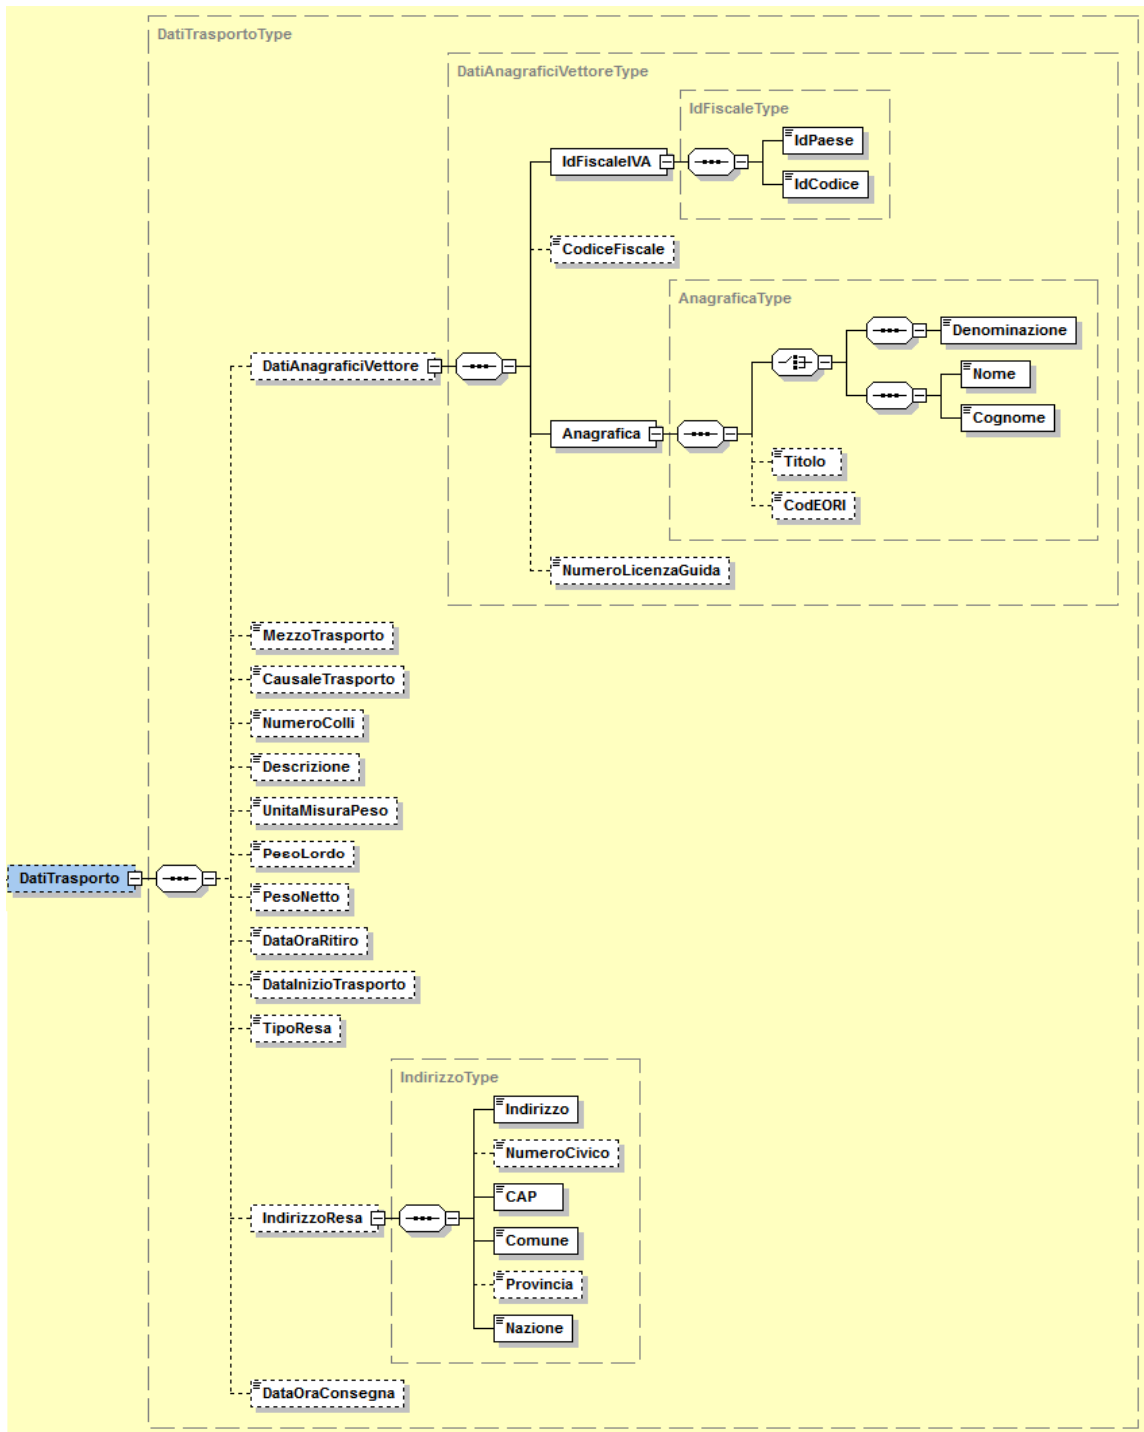 DatiTrasportoType
DatiAnagraficiVettoreType
IdFiscaleType
IdPaese
IdFiscaleIVA
IdCodice
CodiceFiscale
AnagraficaType
Denominazione
DatiAnagraficiVettore
Nome
Cognome
Anagrafica
Titolo
CodEORI
NumeroLicenzaGuida
MezzoTrasporto
CausaleTrasporto
NumeroColli
Descrizione
UnitaMisuraPeso
PesoLordo
DatiTrasporto
PesoNetto
DataOraRitiro
DataInizioTrasporto
TipoResa
IndirizzoType
Indirizzo
NumeroCivico
CAP
IndirizzoResa
Comune
Provincia
Nazione
DataOraConsegna